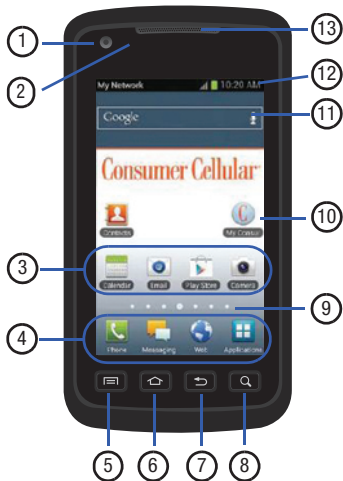 1
13
2
My Network 10:20 AM
12
Google
11
Consumer Cellular
C
10
Contacts
My Consu
3
Calendar Email Play Store Camera
9
4
Phone Messaging Web Applications
5 6 7 8